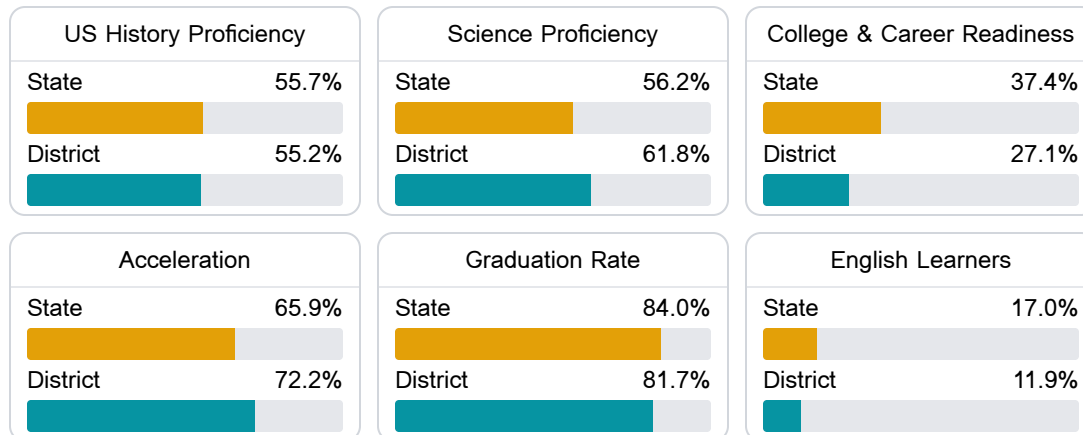 US History Proficiency
State 55.7%
District 55.2%
Science Proficiency
State 56.2%
District 61.8%
College & Career Readiness
State 37.4%
District 27.1%
Acceleration
State 65.9%
District 72.2%
Graduation Rate
State 84.0%
District 81.7%
English Learners
State 17.0%
District 11.9%